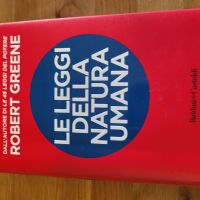 DALL'AUTORE DI LE 48 LEGGI DEL POTERE
ROBERT GREENE
LE LEGGI
DELLA
NATURA
UMANA
Baldini+Castoldi